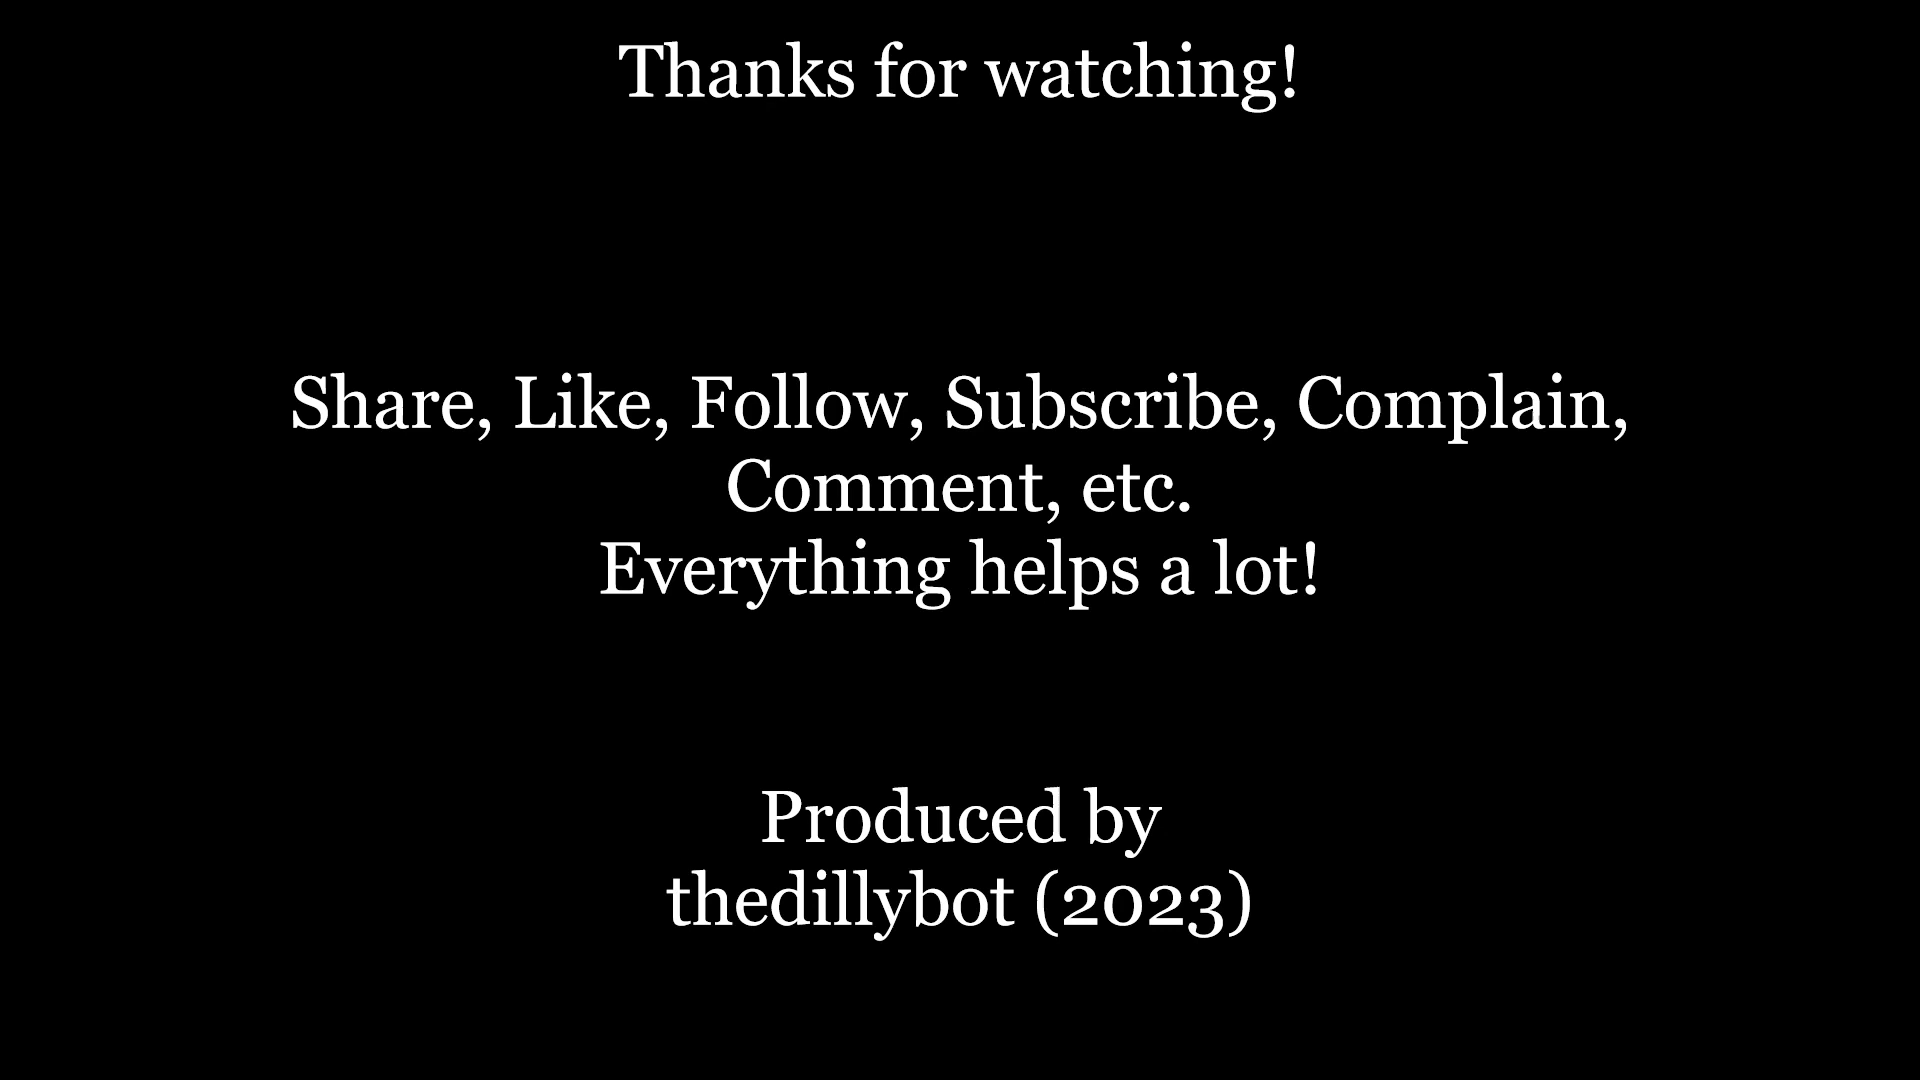 Thanks for watching!
Share, Like, Follow, Subscribe, Complain,
Comment, etc.
Everything helps a lot!
Produced by
thedillybot (2023)